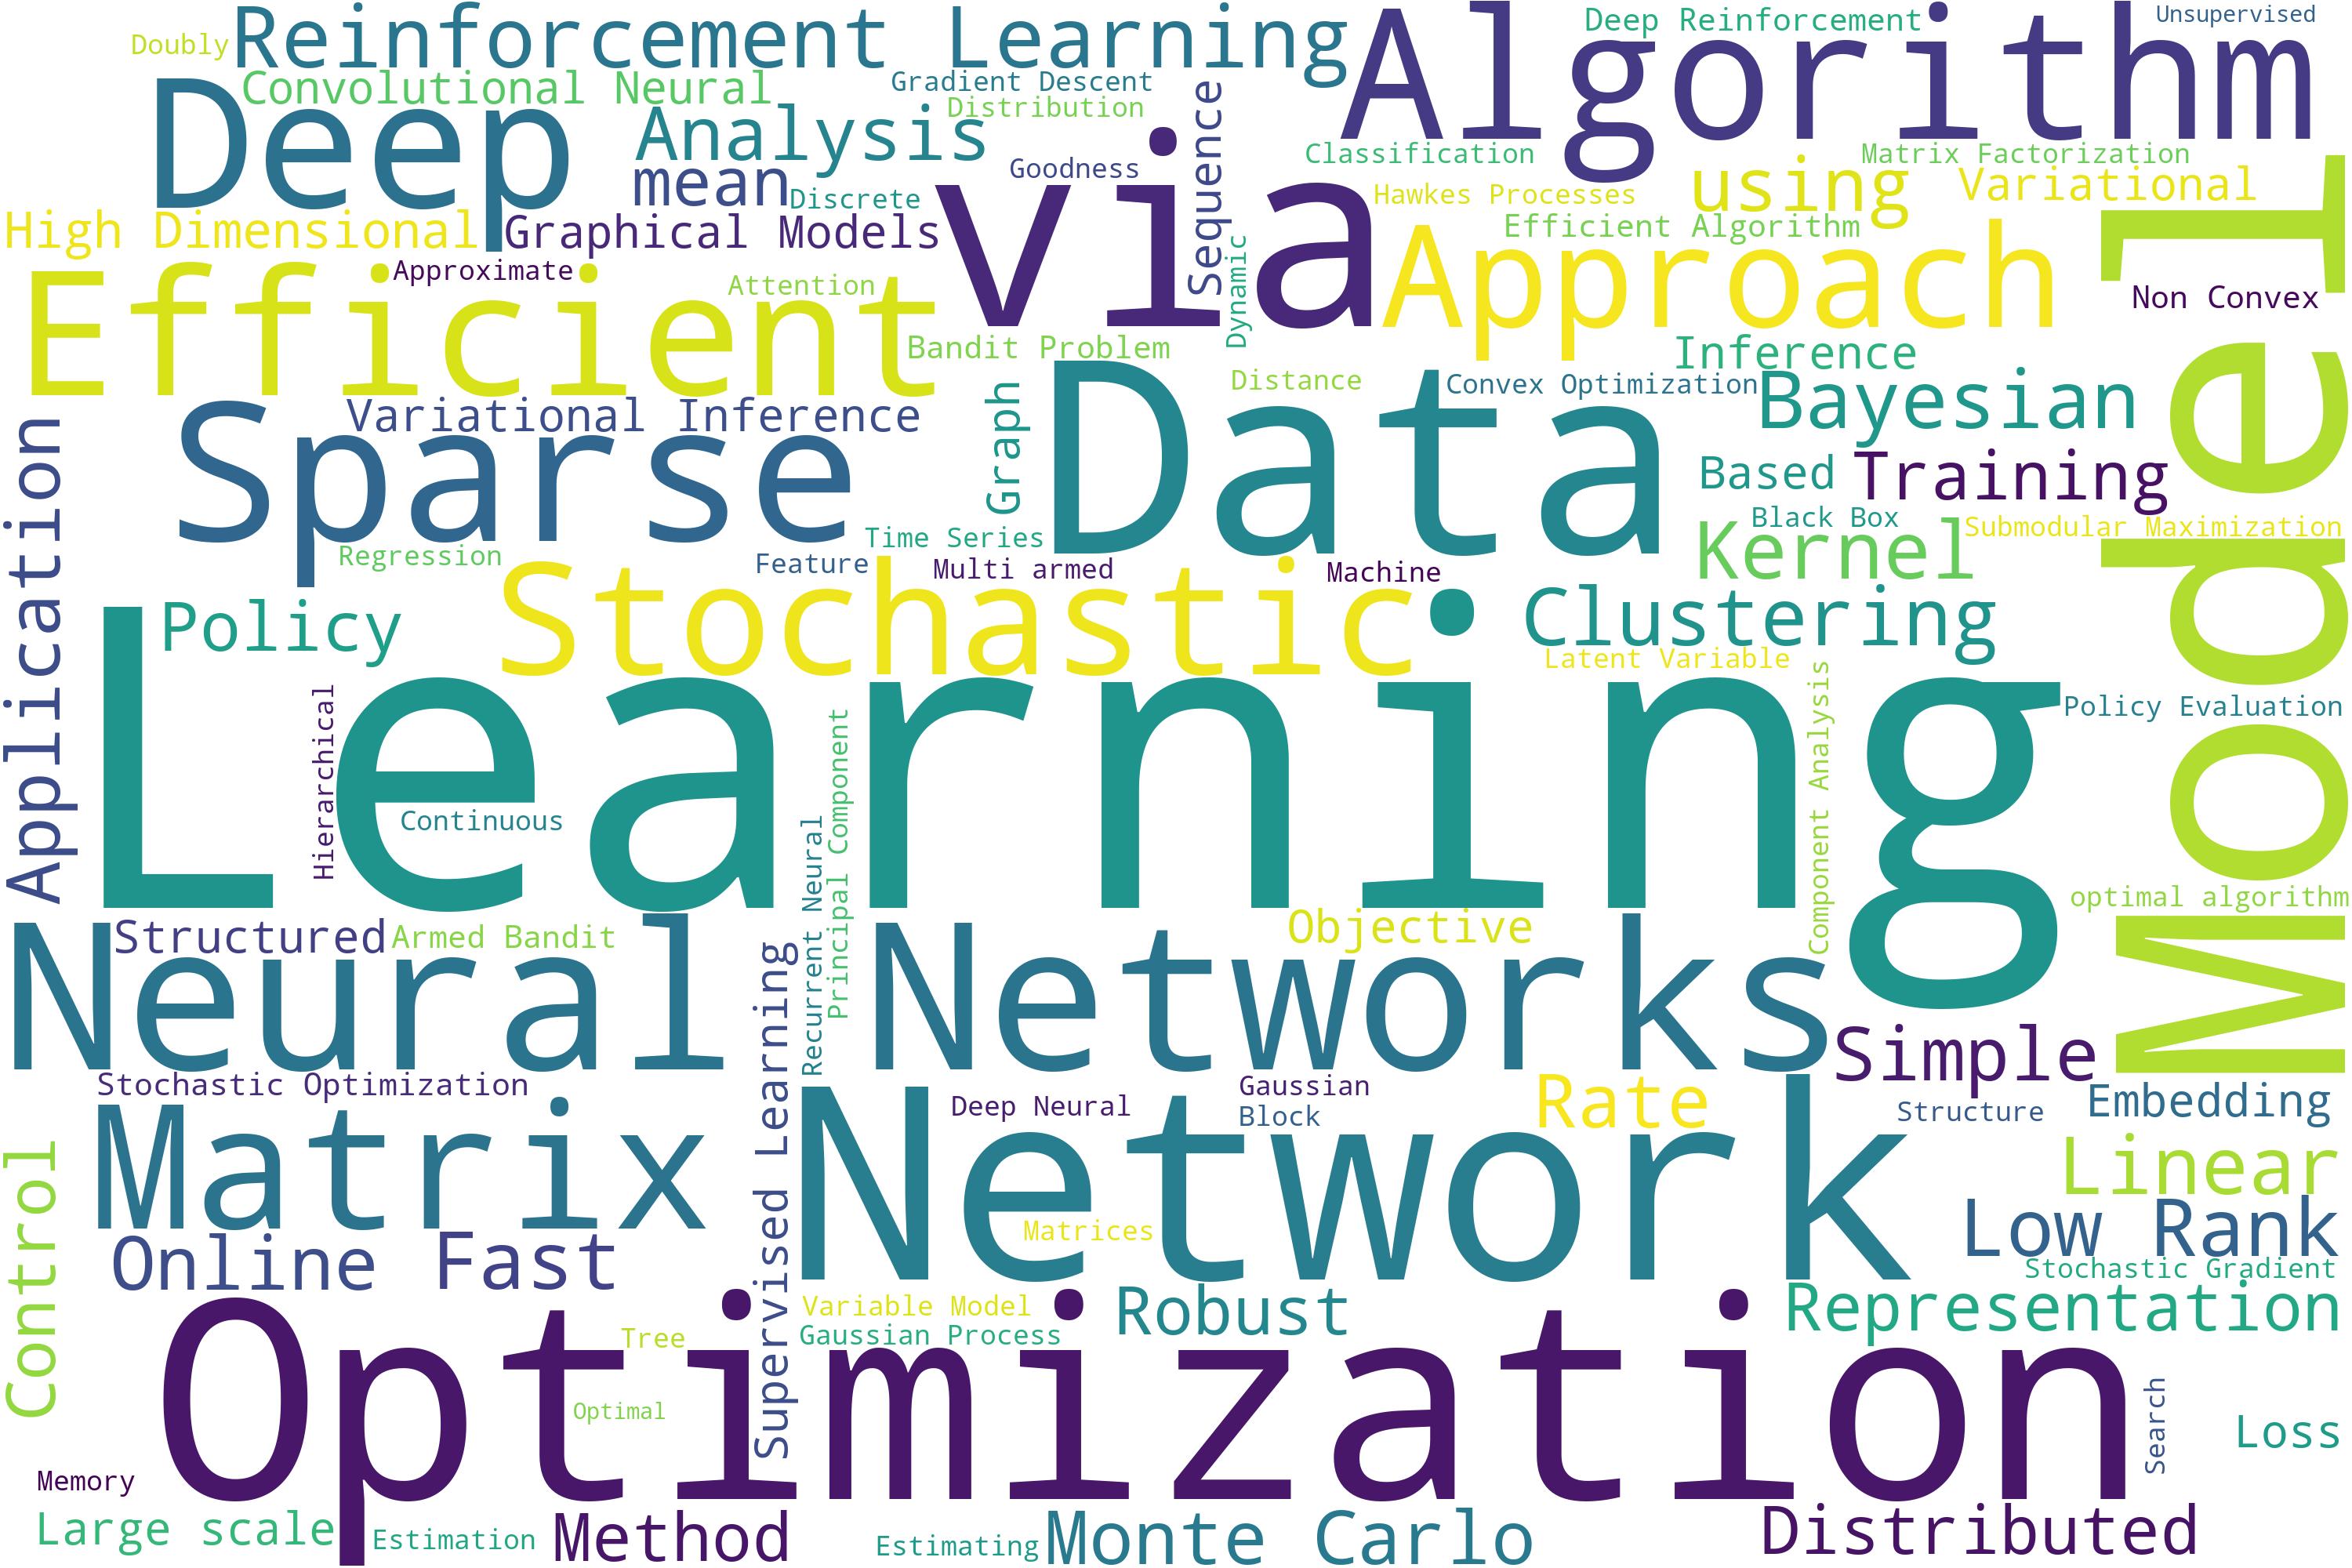 Doubly
Reinforcement Learning
Algorithm
Deep Reinforcement
Unsupervised
Deep
Convolutional Neural
Gradient Descent
Distribution
Analysis
mean
Discrete
Goodness
Sequence
via
Classification
Matrix Factorization
Hawkes Processes
using
Variational
High Dimensional
Graphical Models
Efficient Algorithm
Approach
Model
Efficient
Approximate
Attention
Dynamic
Non Convex
Bandit Problem
Inference
Sparse
Variational Inference
Graph
Data
Distance
Convex Optimization
Bayesian
Application
Based
Training
Time Series
Black Box
Submodular Maximization
Kernel
Regression
Feature
Multi armed
Machine
Policy
Stochastic
Clustering
Latent Variable
Learning
Hierarchical
Continuous
Recurrent Neural
Principal Component
Component Analysis
Policy Evaluation
optimal algorithm
Neural
Structured
Armed Bandit
Supervised Learning
Networks
Objective
Simple
Stochastic Optimization
Matrix
Deep Neural
Gaussian
Block
Rate
Structure
Embedding
Network
Matrices
Linear
Low Rank
Control
Online
Fast
Stochastic Gradient
Variable Model
Gaussian Process
Robust
Representation
Optimization
Tree
Optimal
Search
Loss
Memory
Large scale
Estimation
Method
Estimating
Monte Carlo
Distributed